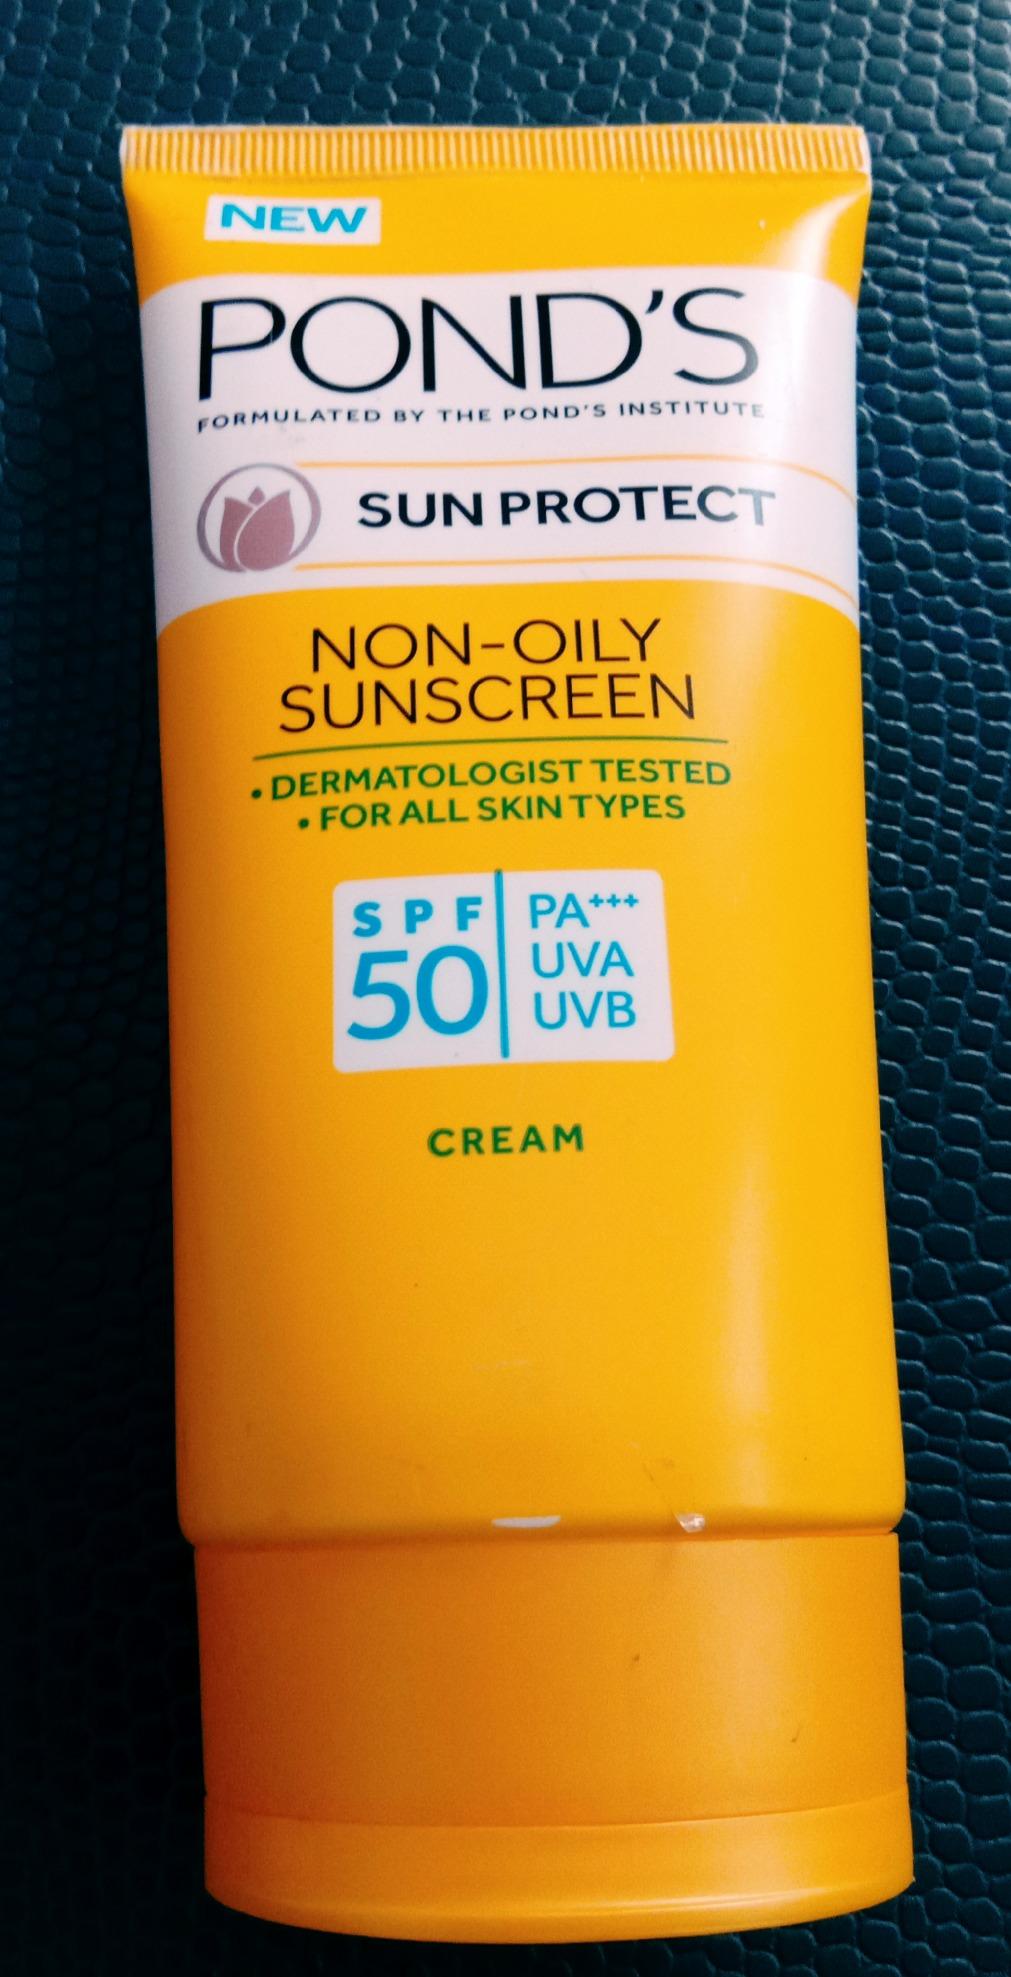 NEW
POND'S
FORMULATED BY THE POND'S INSTITUTE
SUN PROTECT
NON-OILY
SUNSCREEN
• DERMATOLOGIST TESTED
• FOR ALL SKIN TYPES
SPF
50
PA+++
UVA
UVB
CREAM